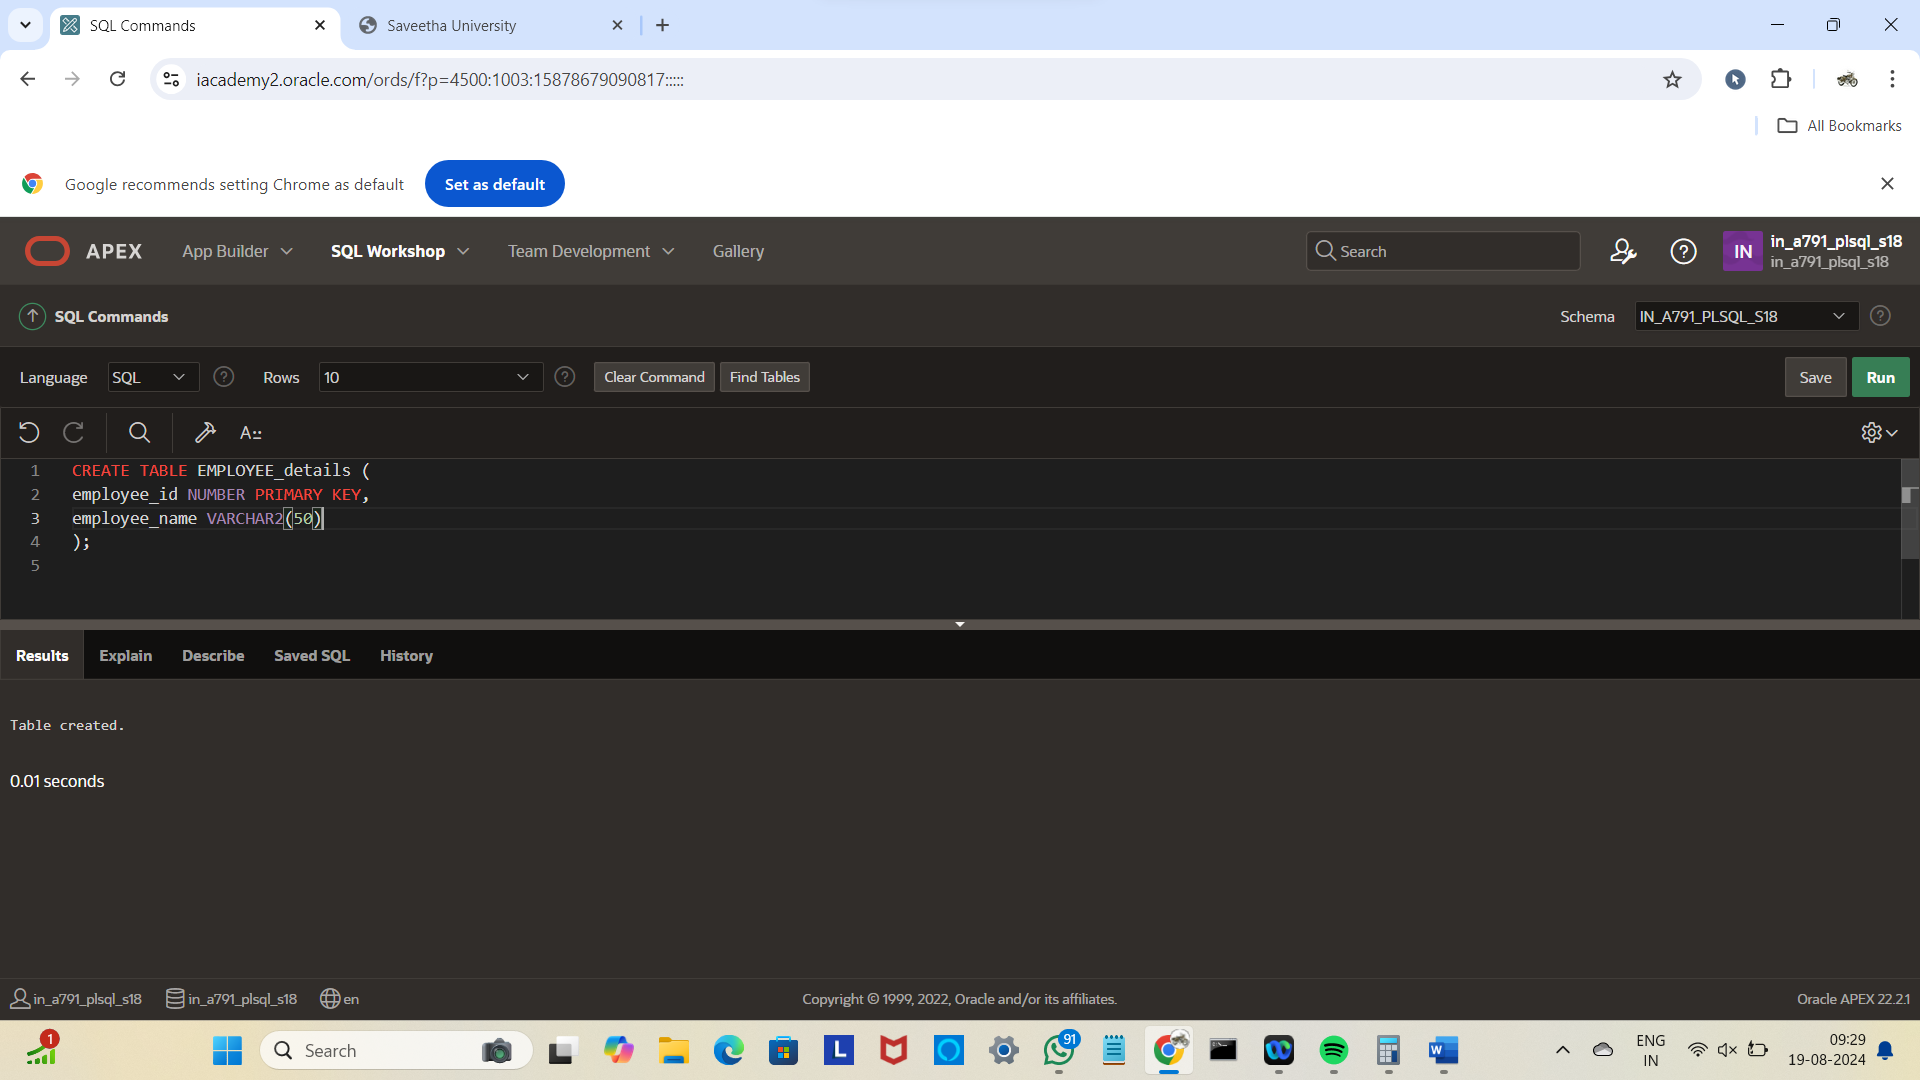 SQL Commands
Saveetha University
iacademy2.oracle.com/ords/f?p=4500:1003:15878679090817:::::
All Bookmarks
Google recommends setting Chrome as default
Set as default
APEX
App Builder
SQL Workshop
Team Development
Gallery
Search
IN
in_a791_plsql_s18
in_a791_plsql_s18
SQL Commands
Schema
IN_A791_PLSQL_S18
Language
SQL
Rows
10
Clear Command
Find Tables
Save
Run
A::
1 CREATE TABLE EMPLOYEE_details (
2 employee_id NUMBER PRIMARY KEY,
3 employee_name VARCHAR2(50)
4 );
5
Results
Explain
Describe
Saved SQL
History
Table created.
0.01 seconds
in_a791_plsql_s18
in_a791_plsql_s18
en
Copyright © 1999, 2022, Oracle and/or its affiliates.
Oracle APEX 22.2.1
1
Search
L
91
W
ENG
IN
09:29
19-08-2024